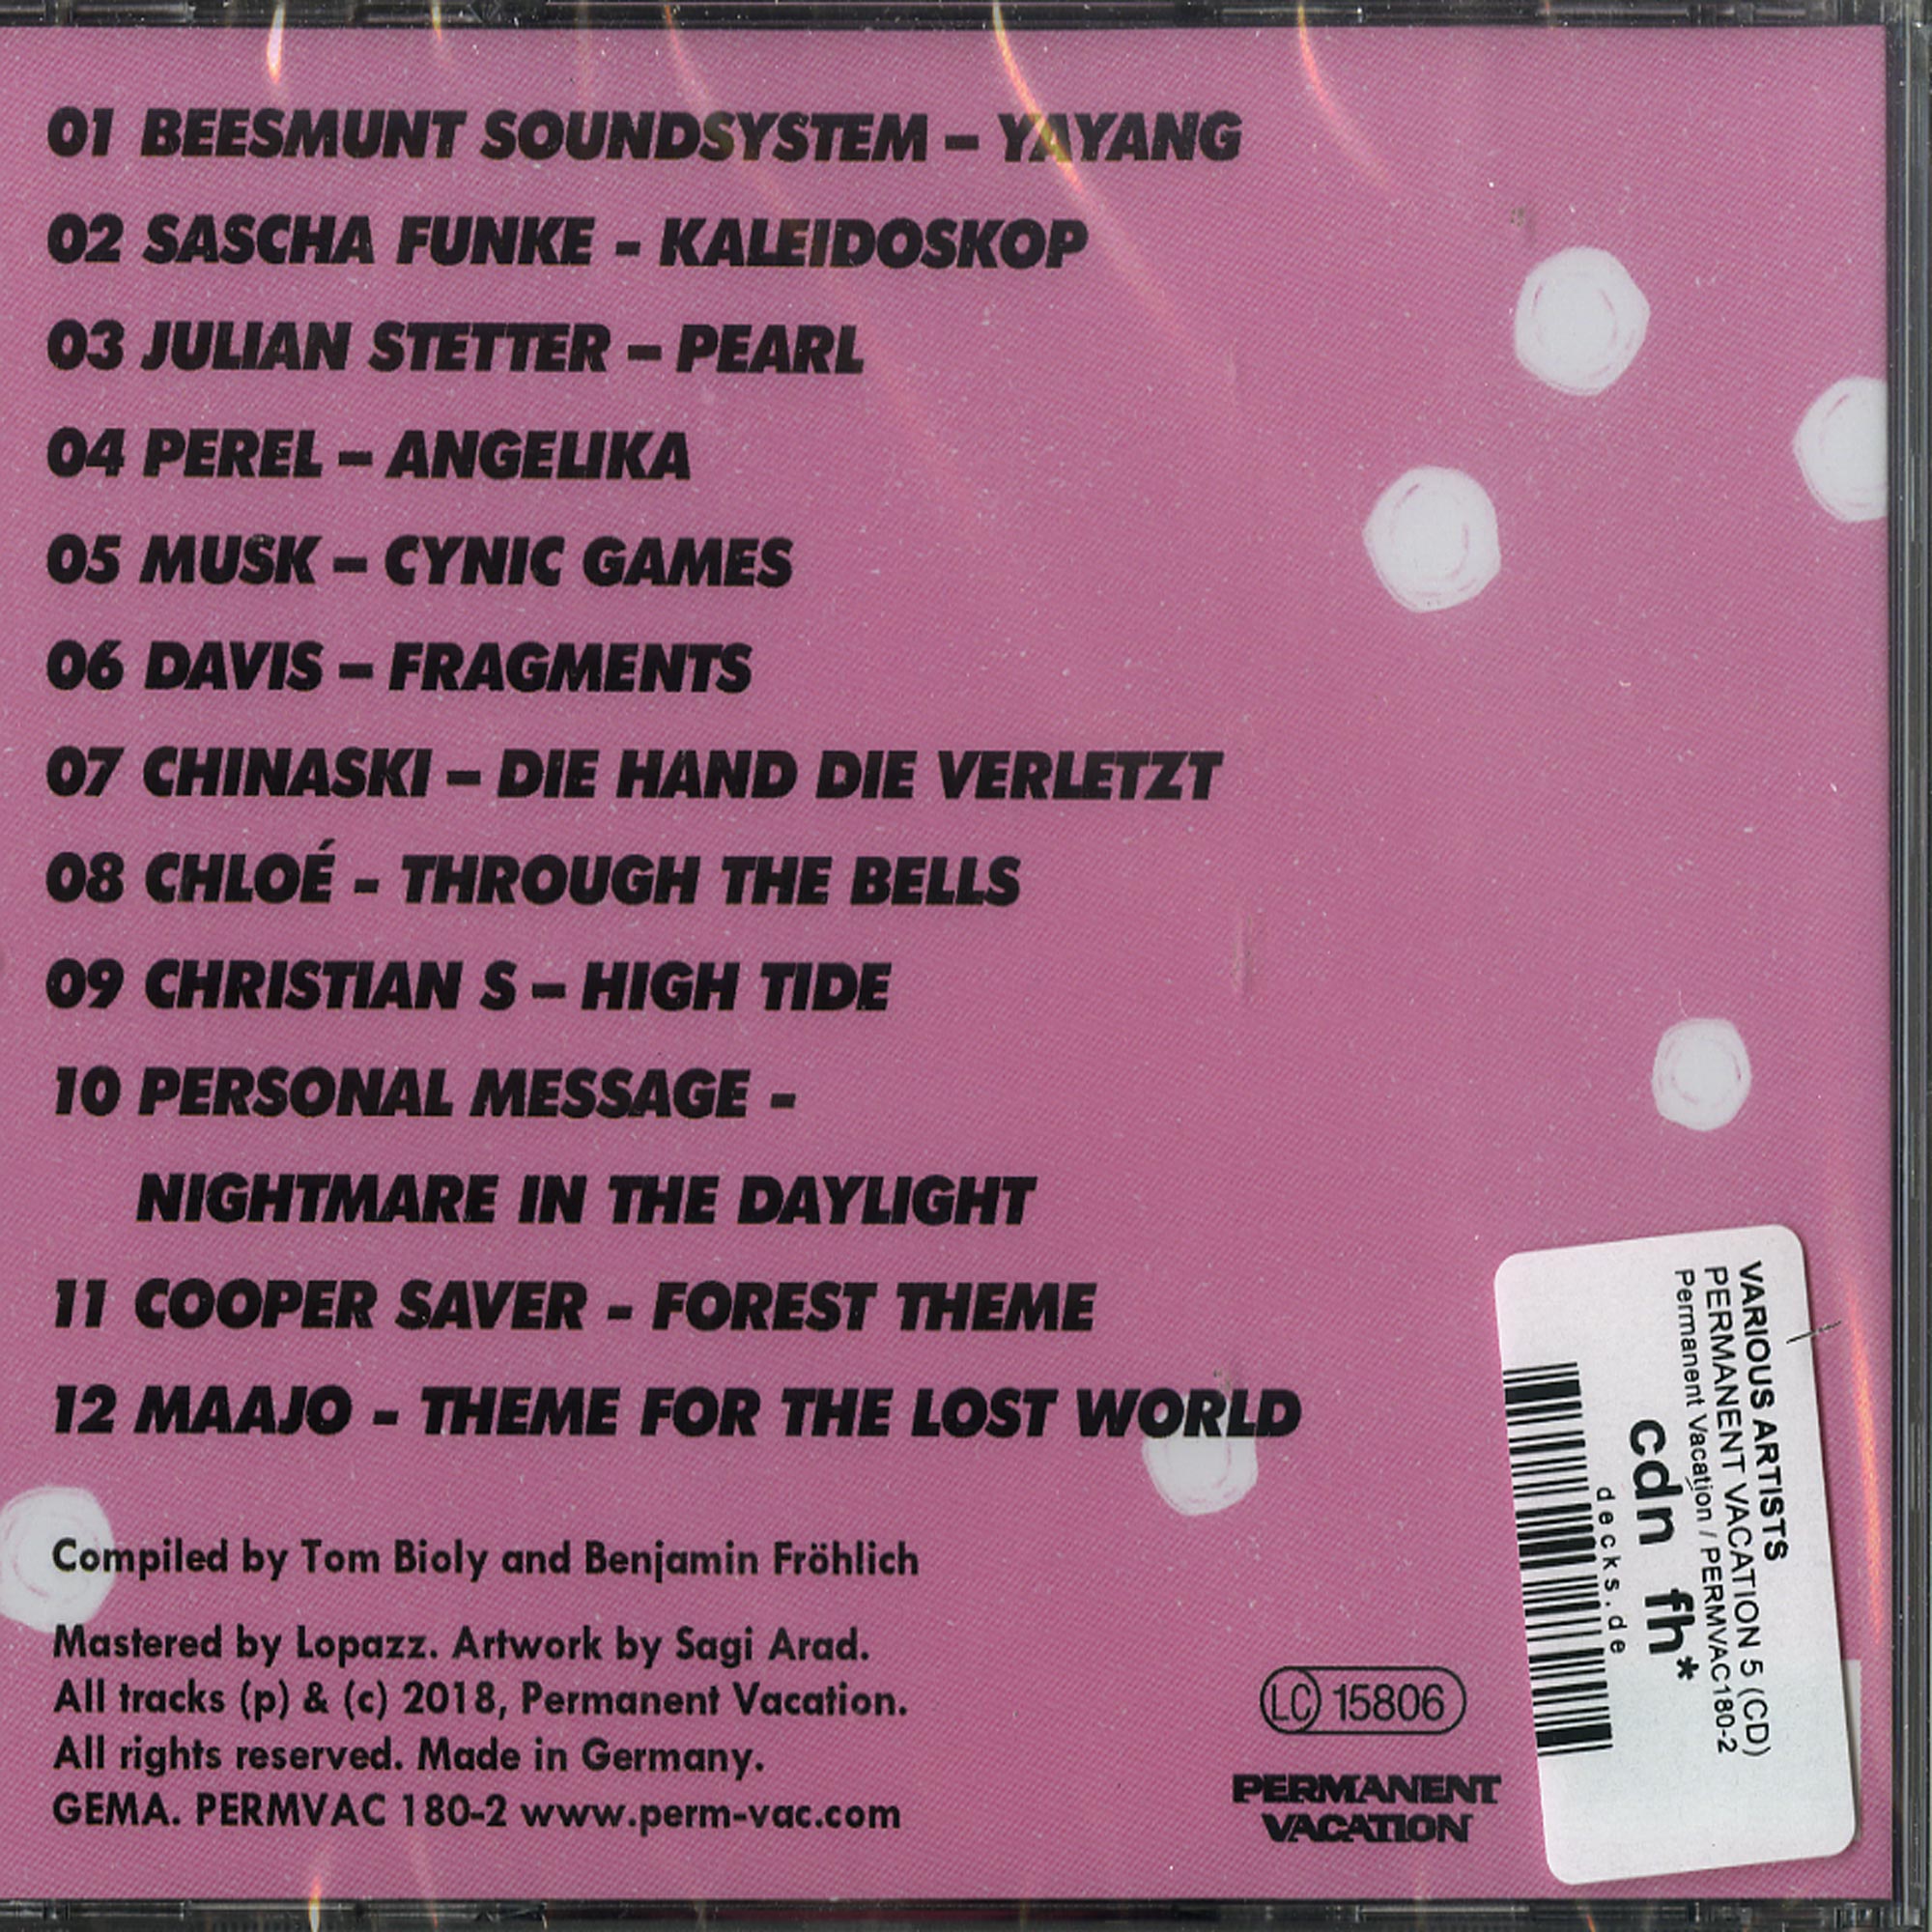 01 BEESMUNT SOUNDSYSTEM – YAYANG
02 SASCHA FUNKE - KALEIDOSKOP
03 JULIAN STETTER – PEARL
04 PEREL – ANGELIKA
05 MUSK – CYNIC GAMES
06 DAVIS – FRAGMENTS
07 CHINASKI – DIE HAND DIE VERLETZT
08 CHLOÉ - THROUGH THE BELLS
09 CHRISTIAN S – HIGH TIDE
10 PERSONAL MESSAGE -
NIGHTMARE IN THE DAYLIGHT
11 COOPER SAVER - FOREST THEME
12 MAAJO - THEME FOR THE LOST WORLD
Compiled by Tom Bioly and Benjamin Fröhlich
Mastered by Lopazz. Artwork by Sagi Arad.
All tracks (p) & (c) 2018, Permanent Vacation.
All rights reserved. Made in Germany.
GEMA. PERMVAC 180-2 www.perm-vac.com
LC 15806
PERMANENT
VACATION
VARIOUS ARTISTS
PERMANENT VACATION 5 (CD)
Permanent Vacation / PERMVAC180-2
cdn fh*
decks.de